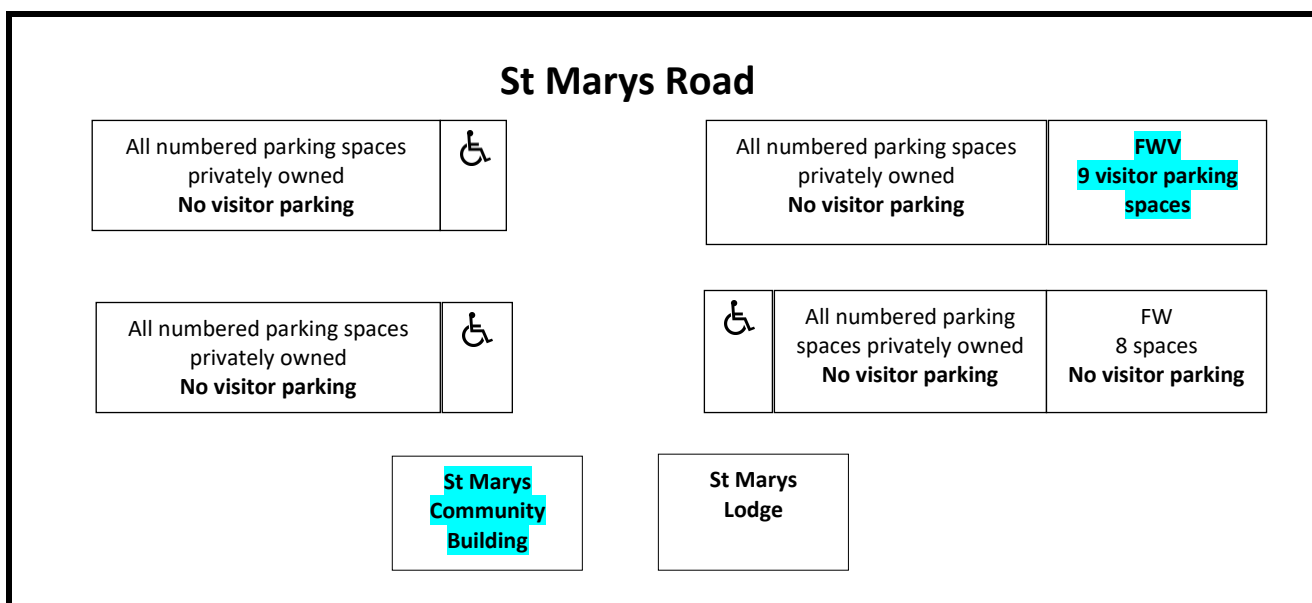 St Marys Road
All numbered parking spaces
privately owned
No visitor parking
All numbered parking spaces
privately owned
No visitor parking
FWV
9 visitor parking
spaces
All numbered parking spaces
privately owned
No visitor parking
All numbered parking
spaces privately owned
No visitor parking
FW
8 spaces
No visitor parking
St Marys
Community
Building
St Marys
Lodge